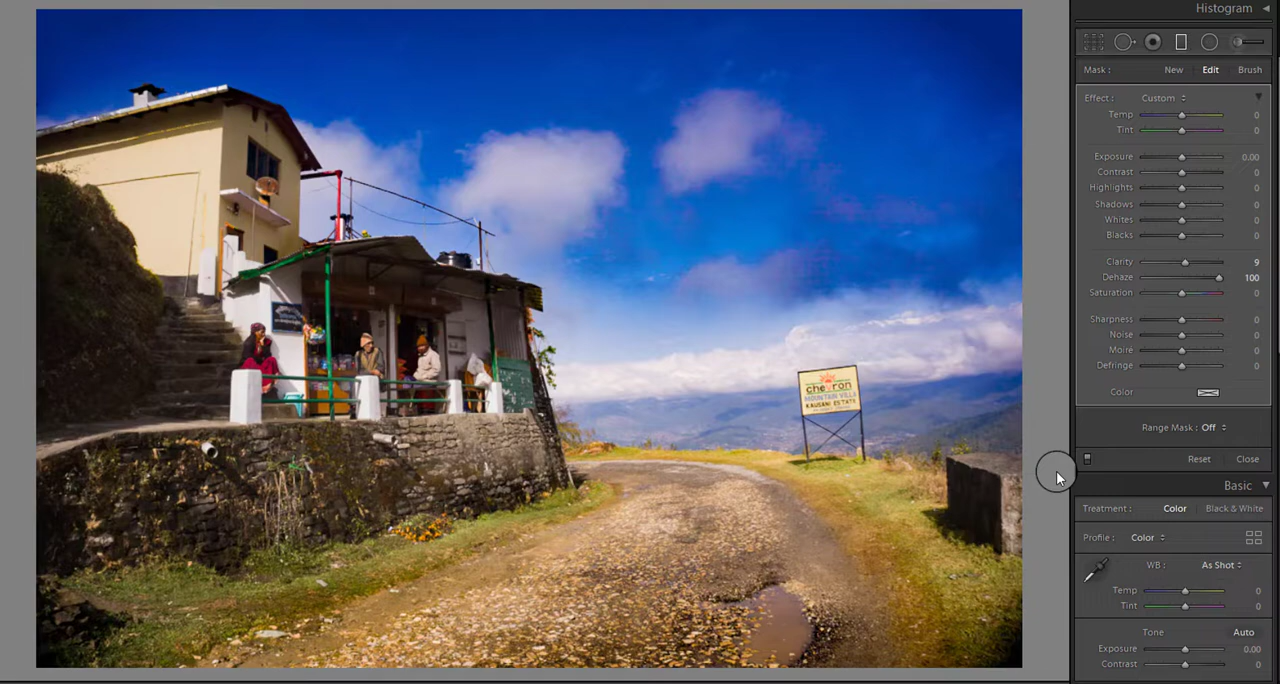 Histogram
Mask :
New
Edit
Brush
Effect : Custom
Temp 0
Tint 0
Exposure 0.00
Contrast 0
Highlights 0
Shadows 0
Whites 0
Blacks 0
Clarity 9
Dehaze 100
Saturation 0
Sharpness 0
Noise 0
Moire 0
Defringe 0
Color
Range Mask : Off
Reset
Close
Basic
Treatment :
Color
Black & White
Profile : Color
WB : As Shot
Temp 0
Tint 0
Tone
Auto
Exposure 0.00
Contrast 0
chevron
MOUNTAIN VILLA
KAUSANI ESTATE